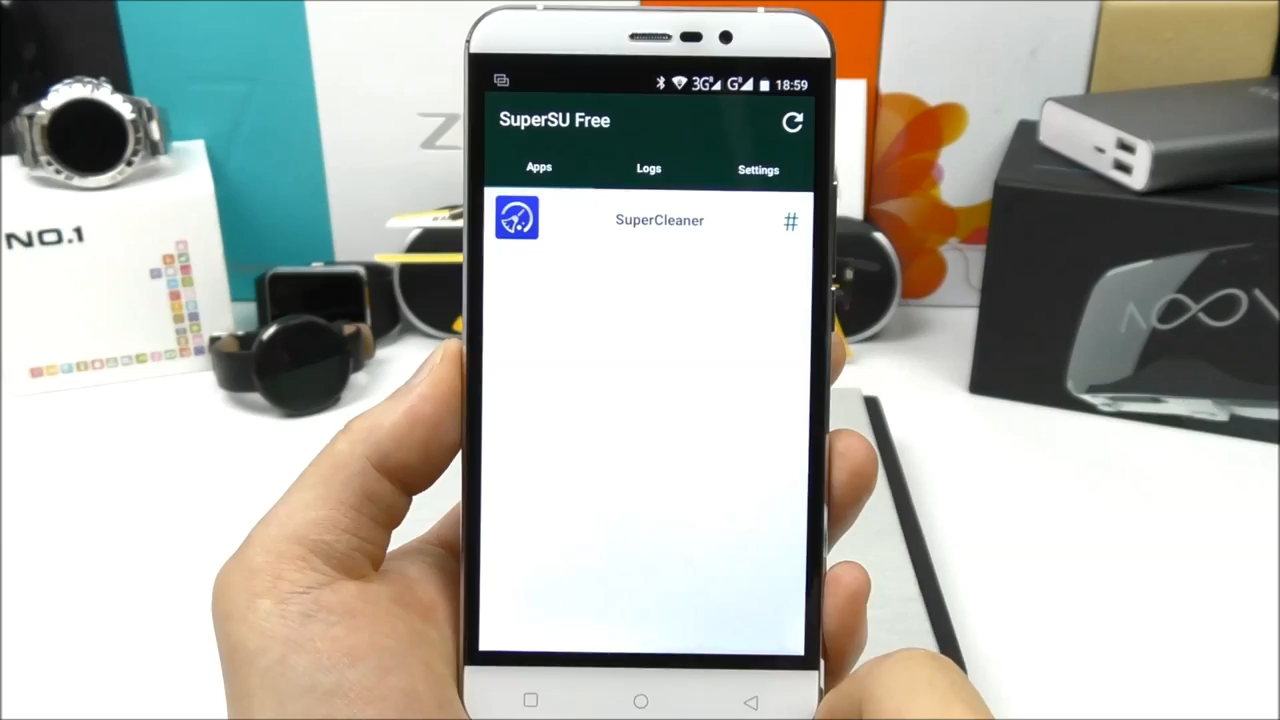 3G G 18:59
SuperSU Free
Apps Logs Settings
SuperCleaner #
NO.1